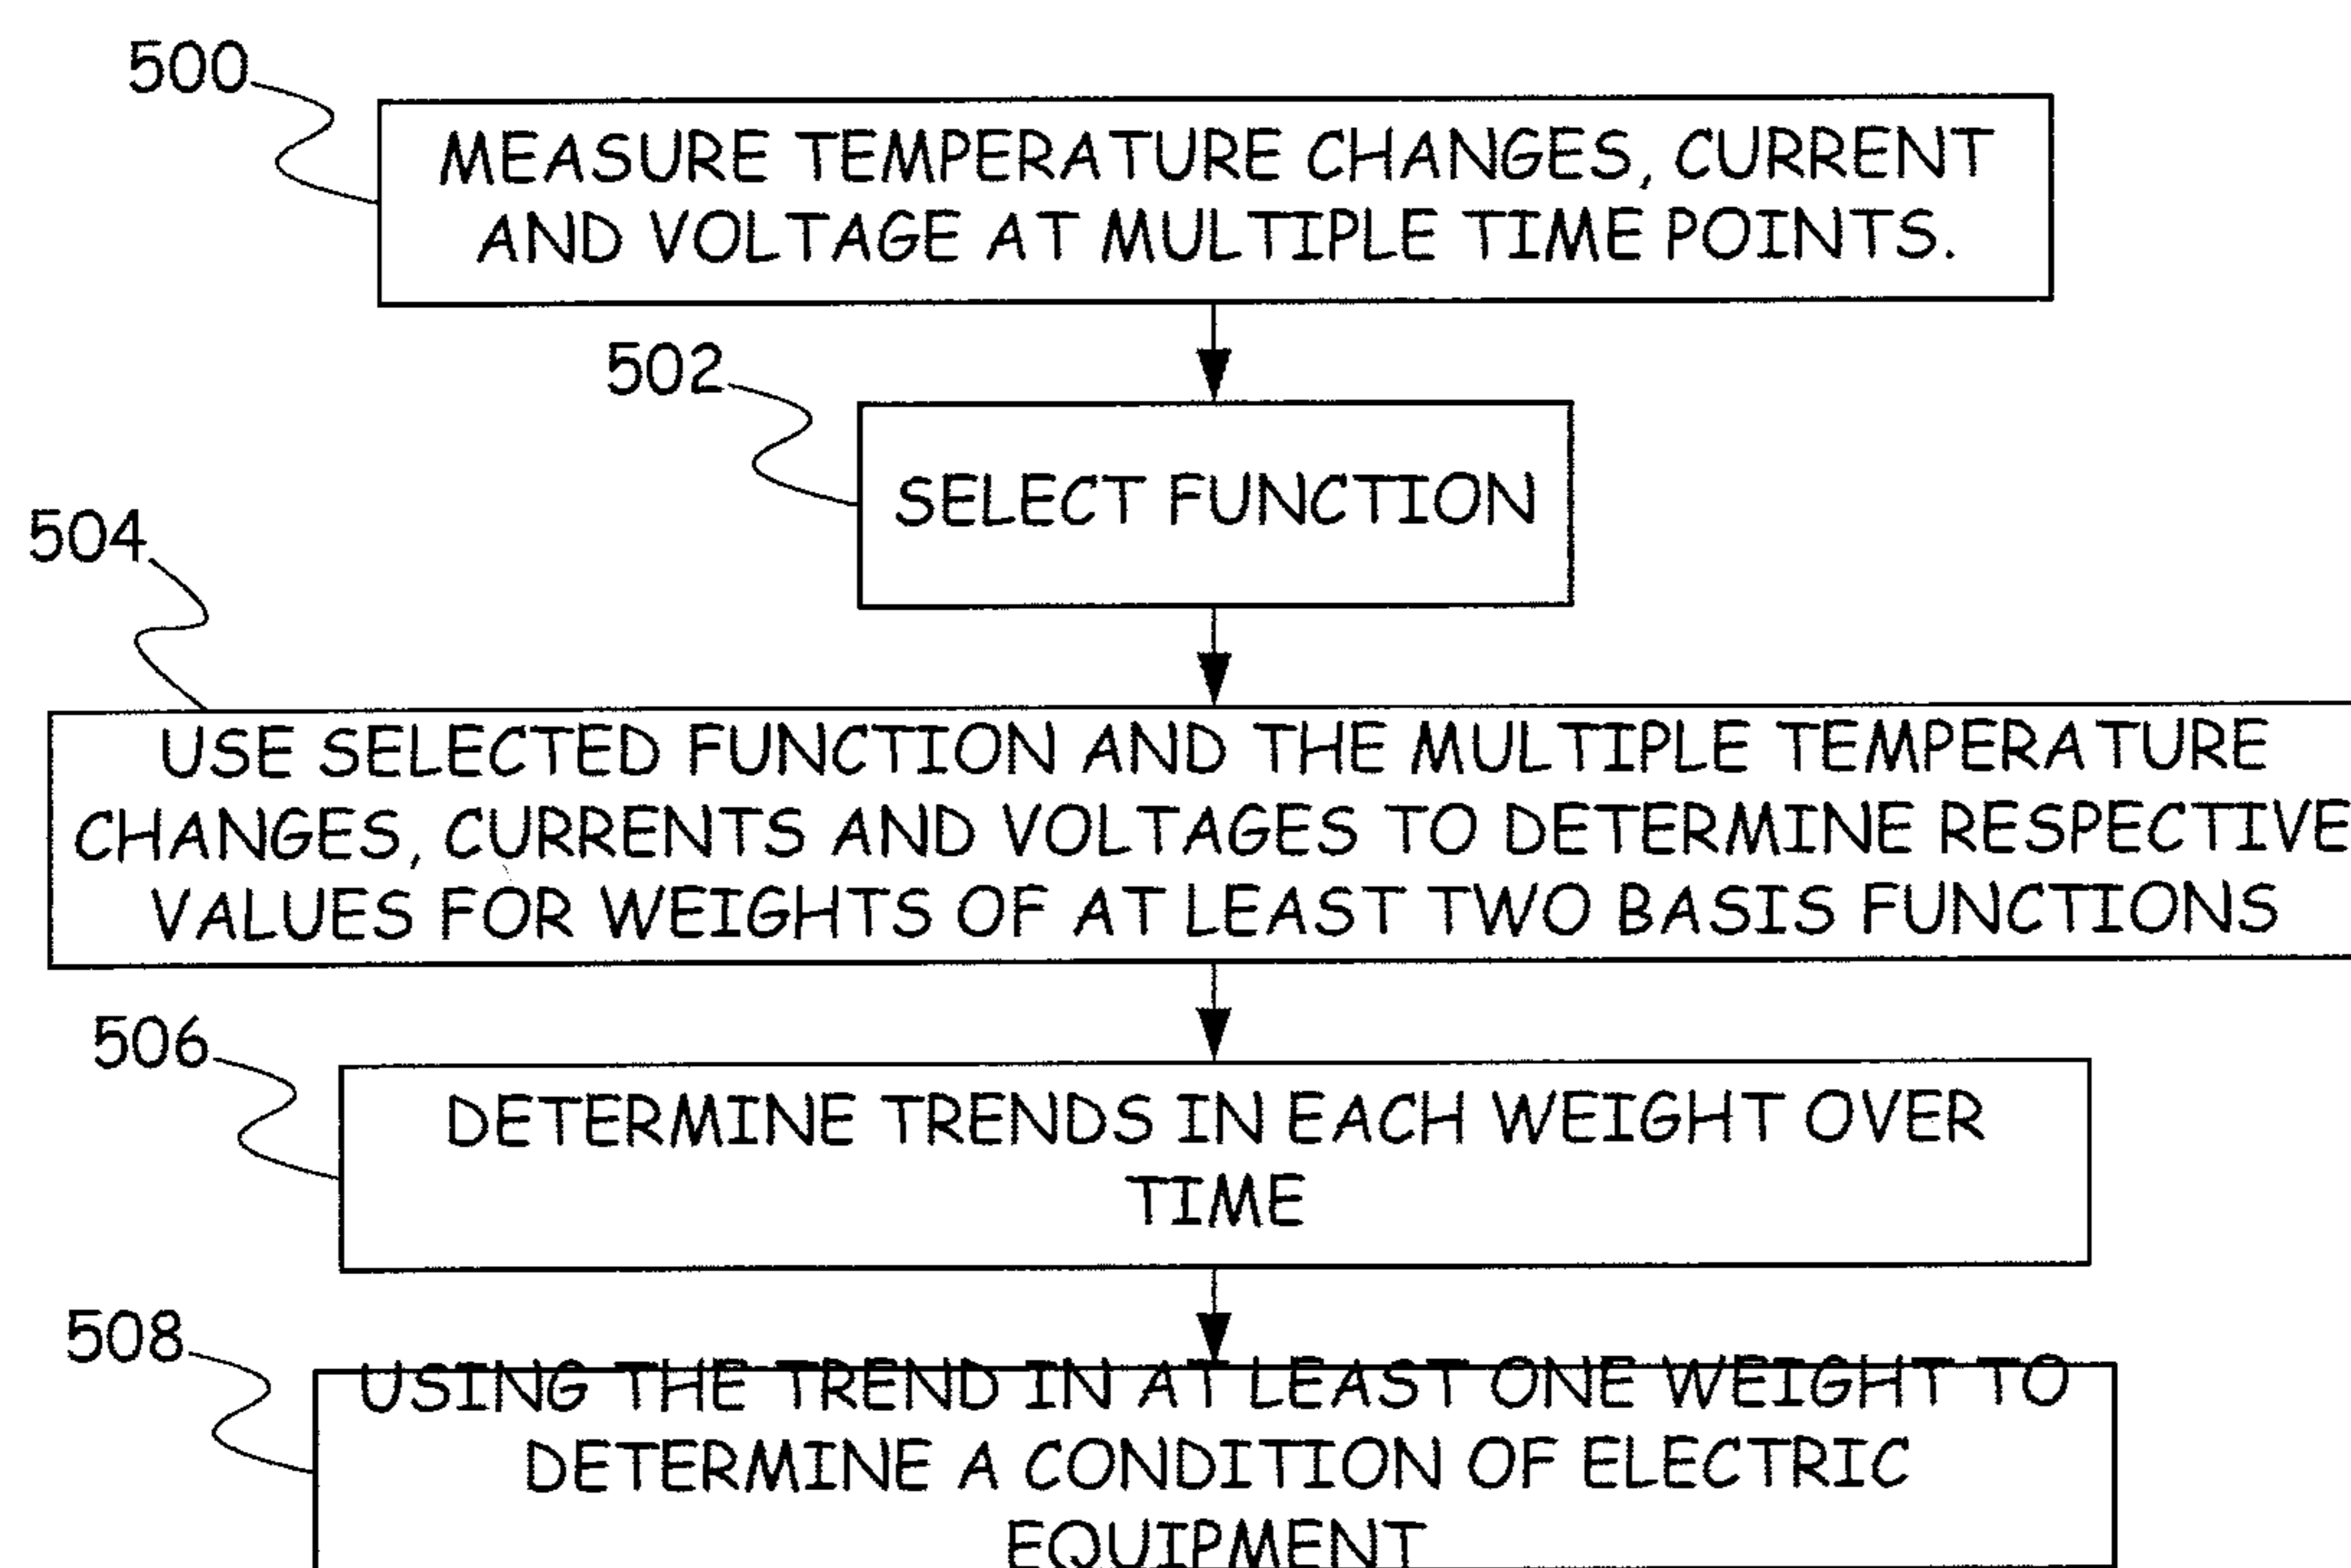 500
MEASURE TEMPERATURE CHANGES, CURRENT
AND VOLTAGE AT MULTIPLE TIME POINTS.
502
SELECT FUNCTION
504
USE SELECTED FUNCTION AND THE MULTIPLE TEMPERATURE
CHANGES, CURRENTS AND VOLTAGES TO DETERMINE RESPECTIVE
VALUES FOR WEIGHTS OF AT LEAST TWO BASIS FUNCTIONS
506
DETERMINE TRENDS IN EACH WEIGHT OVER
TIME
508
USING THE TREND IN AT LEAST ONE WEIGHT TO
DETERMINE A CONDITION OF ELECTRIC
EQUIPMENT